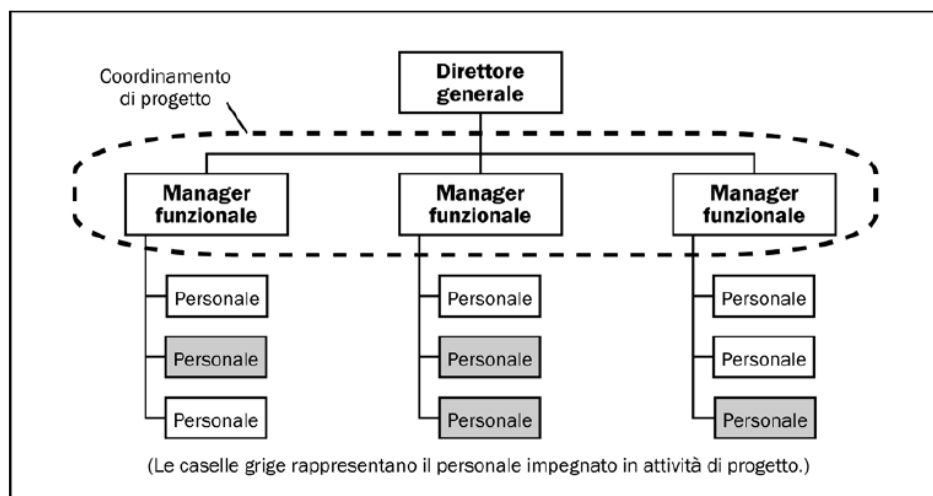 Coordinamento
di progetto
Direttore
generale
Manager
funzionale
Manager
funzionale
Manager
funzionale
Personale
Personale
Personale
Personale
Personale
Personale
Personale
Personale
Personale
(Le caselle grige rappresentano il personale impegnato in attività di progetto.)